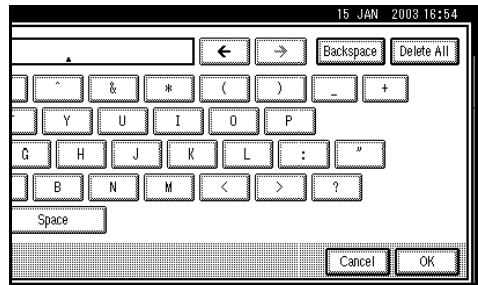 15 JAN 2003 16:54
← → Backspace Delete All
^ & * ( ) _ +
Y U I O P
G H J K L : "
B N M < > ?
Space
Cancel OK